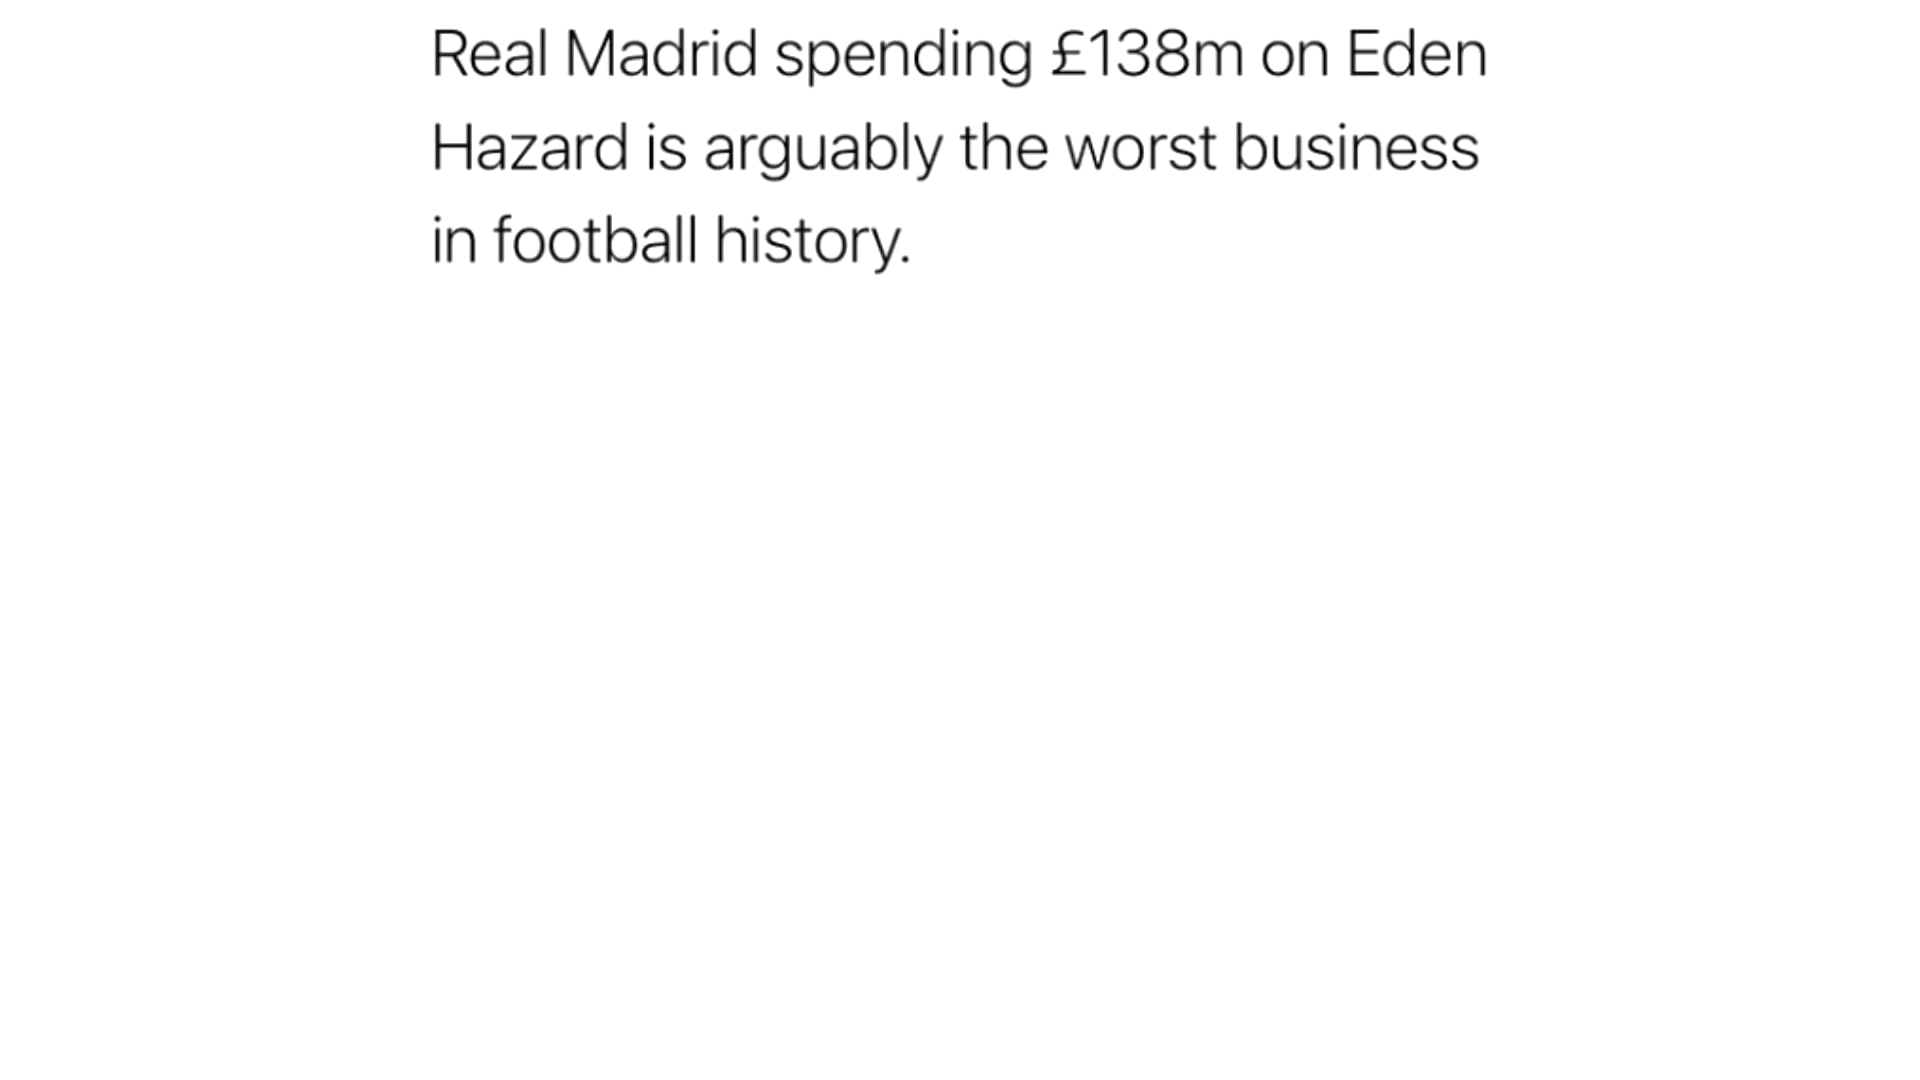 Real Madrid spending £138m on Eden
Hazard is arguably the worst business
in football history.